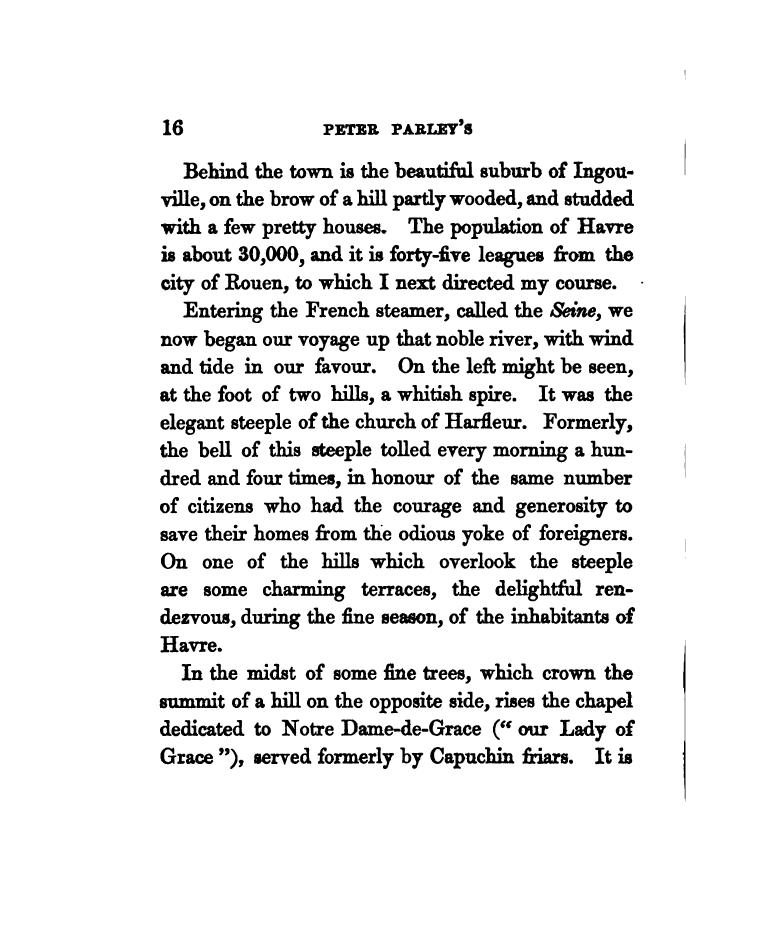 16 PETER PARLEY'S
Behind the town is the beautiful suburb of Ingou-
ville, on the brow of a hill partly wooded, and studded
with a few pretty houses. The population of Havre
is about 30,000, and it is forty-five leagues from the
city of Rouen, to which I next directed my course.
Entering the French steamer, called the Seine, we
now began our voyage up that noble river, with wind
and tide in our favour. On the left might be seen,
at the foot of two hills, a whitish spire. It was the
elegant steeple of the church of Harfleur. Formerly,
the bell of this steeple tolled every morning a hun-
dred and four times, in honour of the same number
of citizens who had the courage and generosity to
save their homes from the odious yoke of foreigners.
On one of the hills which overlook the steeple
are some charming terraces, the delightful ren-
dezvous, during the fine season, of the inhabitants of
Havre.
In the midst of some fine trees, which crown the
summit of a hill on the opposite side, rises the chapel
dedicated to Notre Dame-de-Grace (" our Lady of
Grace "), served formerly by Capuchin friars. It is